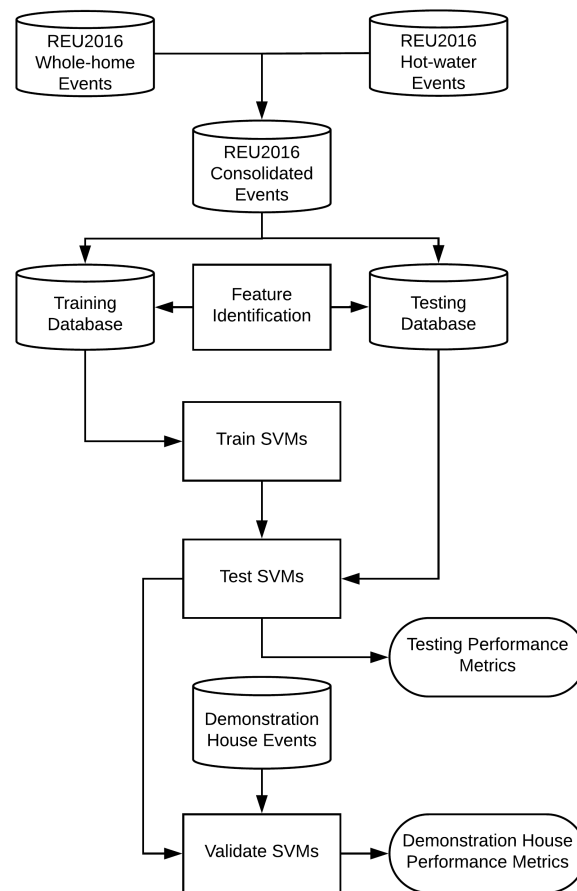 REU2016
Whole-home
Events
REU2016
Hot-water
Events
REU2016
Consolidated
Events
Training
Database
Feature
Identification
Testing
Database
Train SVMs
Test SVMs
Testing Performance
Metrics
Demonstration
House Events
Validate SVMs
Demonstration House
Performance Metrics